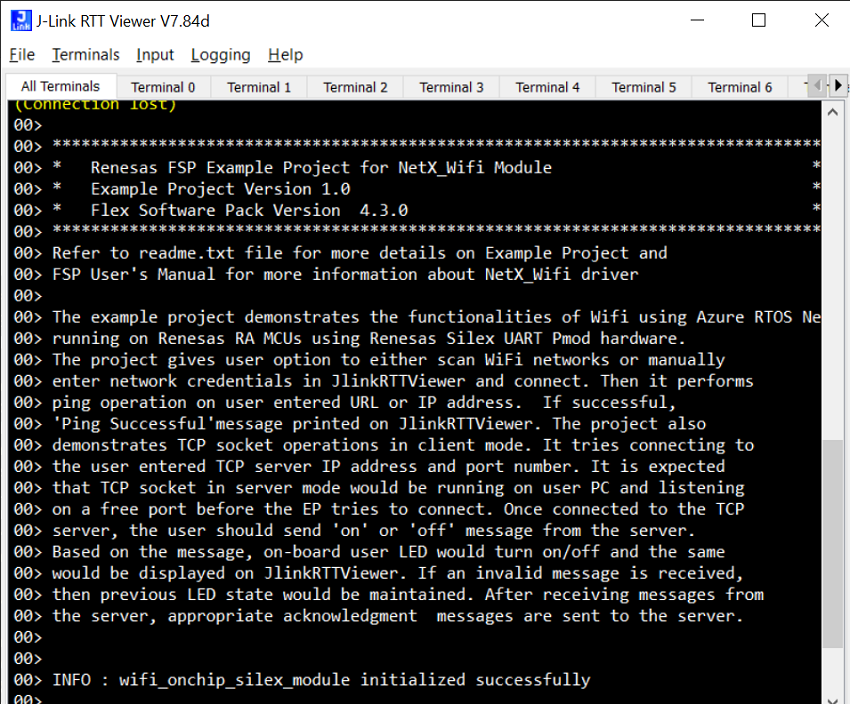 J-Link RTT Viewer V7.84d
File Terminals Input Logging Help
All Terminals Terminal 0 Terminal 1 Terminal 2 Terminal 3 Terminal 4 Terminal 5 Terminal 6
(Connection lost)
00>
00> ********************************************************************************
00> *   Renesas FSP Example Project for NetX_Wifi Module                           *
00> *   Example Project Version 1.0                                                *
00> *   Flex Software Pack Version  4.3.0                                          *
00> ********************************************************************************
00> Refer to readme.txt file for more details on Example Project and
00> FSP User's Manual for more information about NetX_Wifi driver
00>
00> The example project demonstrates the functionalities of Wifi using Azure RTOS Ne
00> running on Renesas RA MCUs using Renesas Silex UART Pmod hardware.
00> The project gives user option to either scan WiFi networks or manually
00> enter network credentials in JlinkRTTViewer and connect. Then it performs
00> ping operation on user entered URL or IP address.  If successful,
00> 'Ping Successful'message printed on JlinkRTTViewer. The project also
00> demonstrates TCP socket operations in client mode. It tries connecting to
00> the user entered TCP server IP address and port number. It is expected
00> that TCP socket in server mode would be running on user PC and listening
00> on a free port before the EP tries to connect. Once connected to the TCP
00> server, the user should send 'on' or 'off' message from the server.
00> Based on the message, on-board user LED would turn on/off and the same
00> would be displayed on JlinkRTTViewer. If an invalid message is received,
00> then previous LED state would be maintained. After receiving messages from
00> the server, appropriate acknowledgment  messages are sent to the server.
00>
00>
00> INFO : wifi_onchip_silex_module initialized successfully
00>